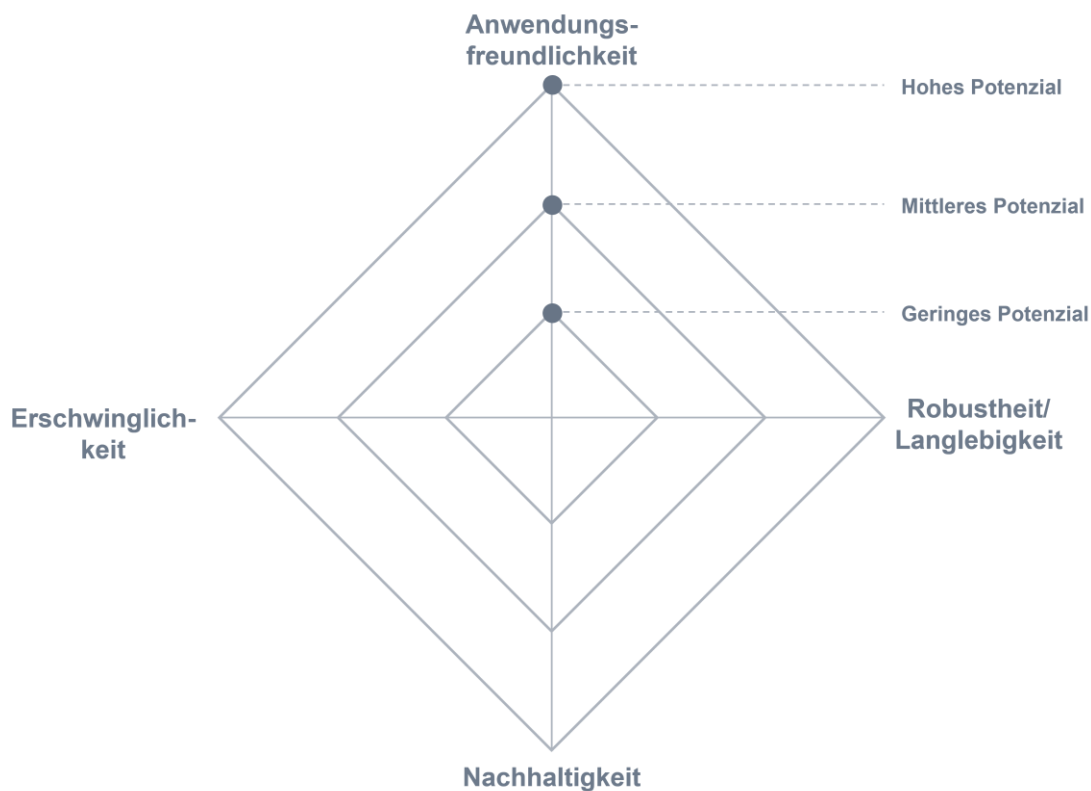 Anwendungs-
freundlichkeit
Hohes Potenzial
Mittleres Potenzial
Geringes Potenzial
Erschwinglich-
keit
Robustheit/
Langlebigkeit
Nachhaltigkeit